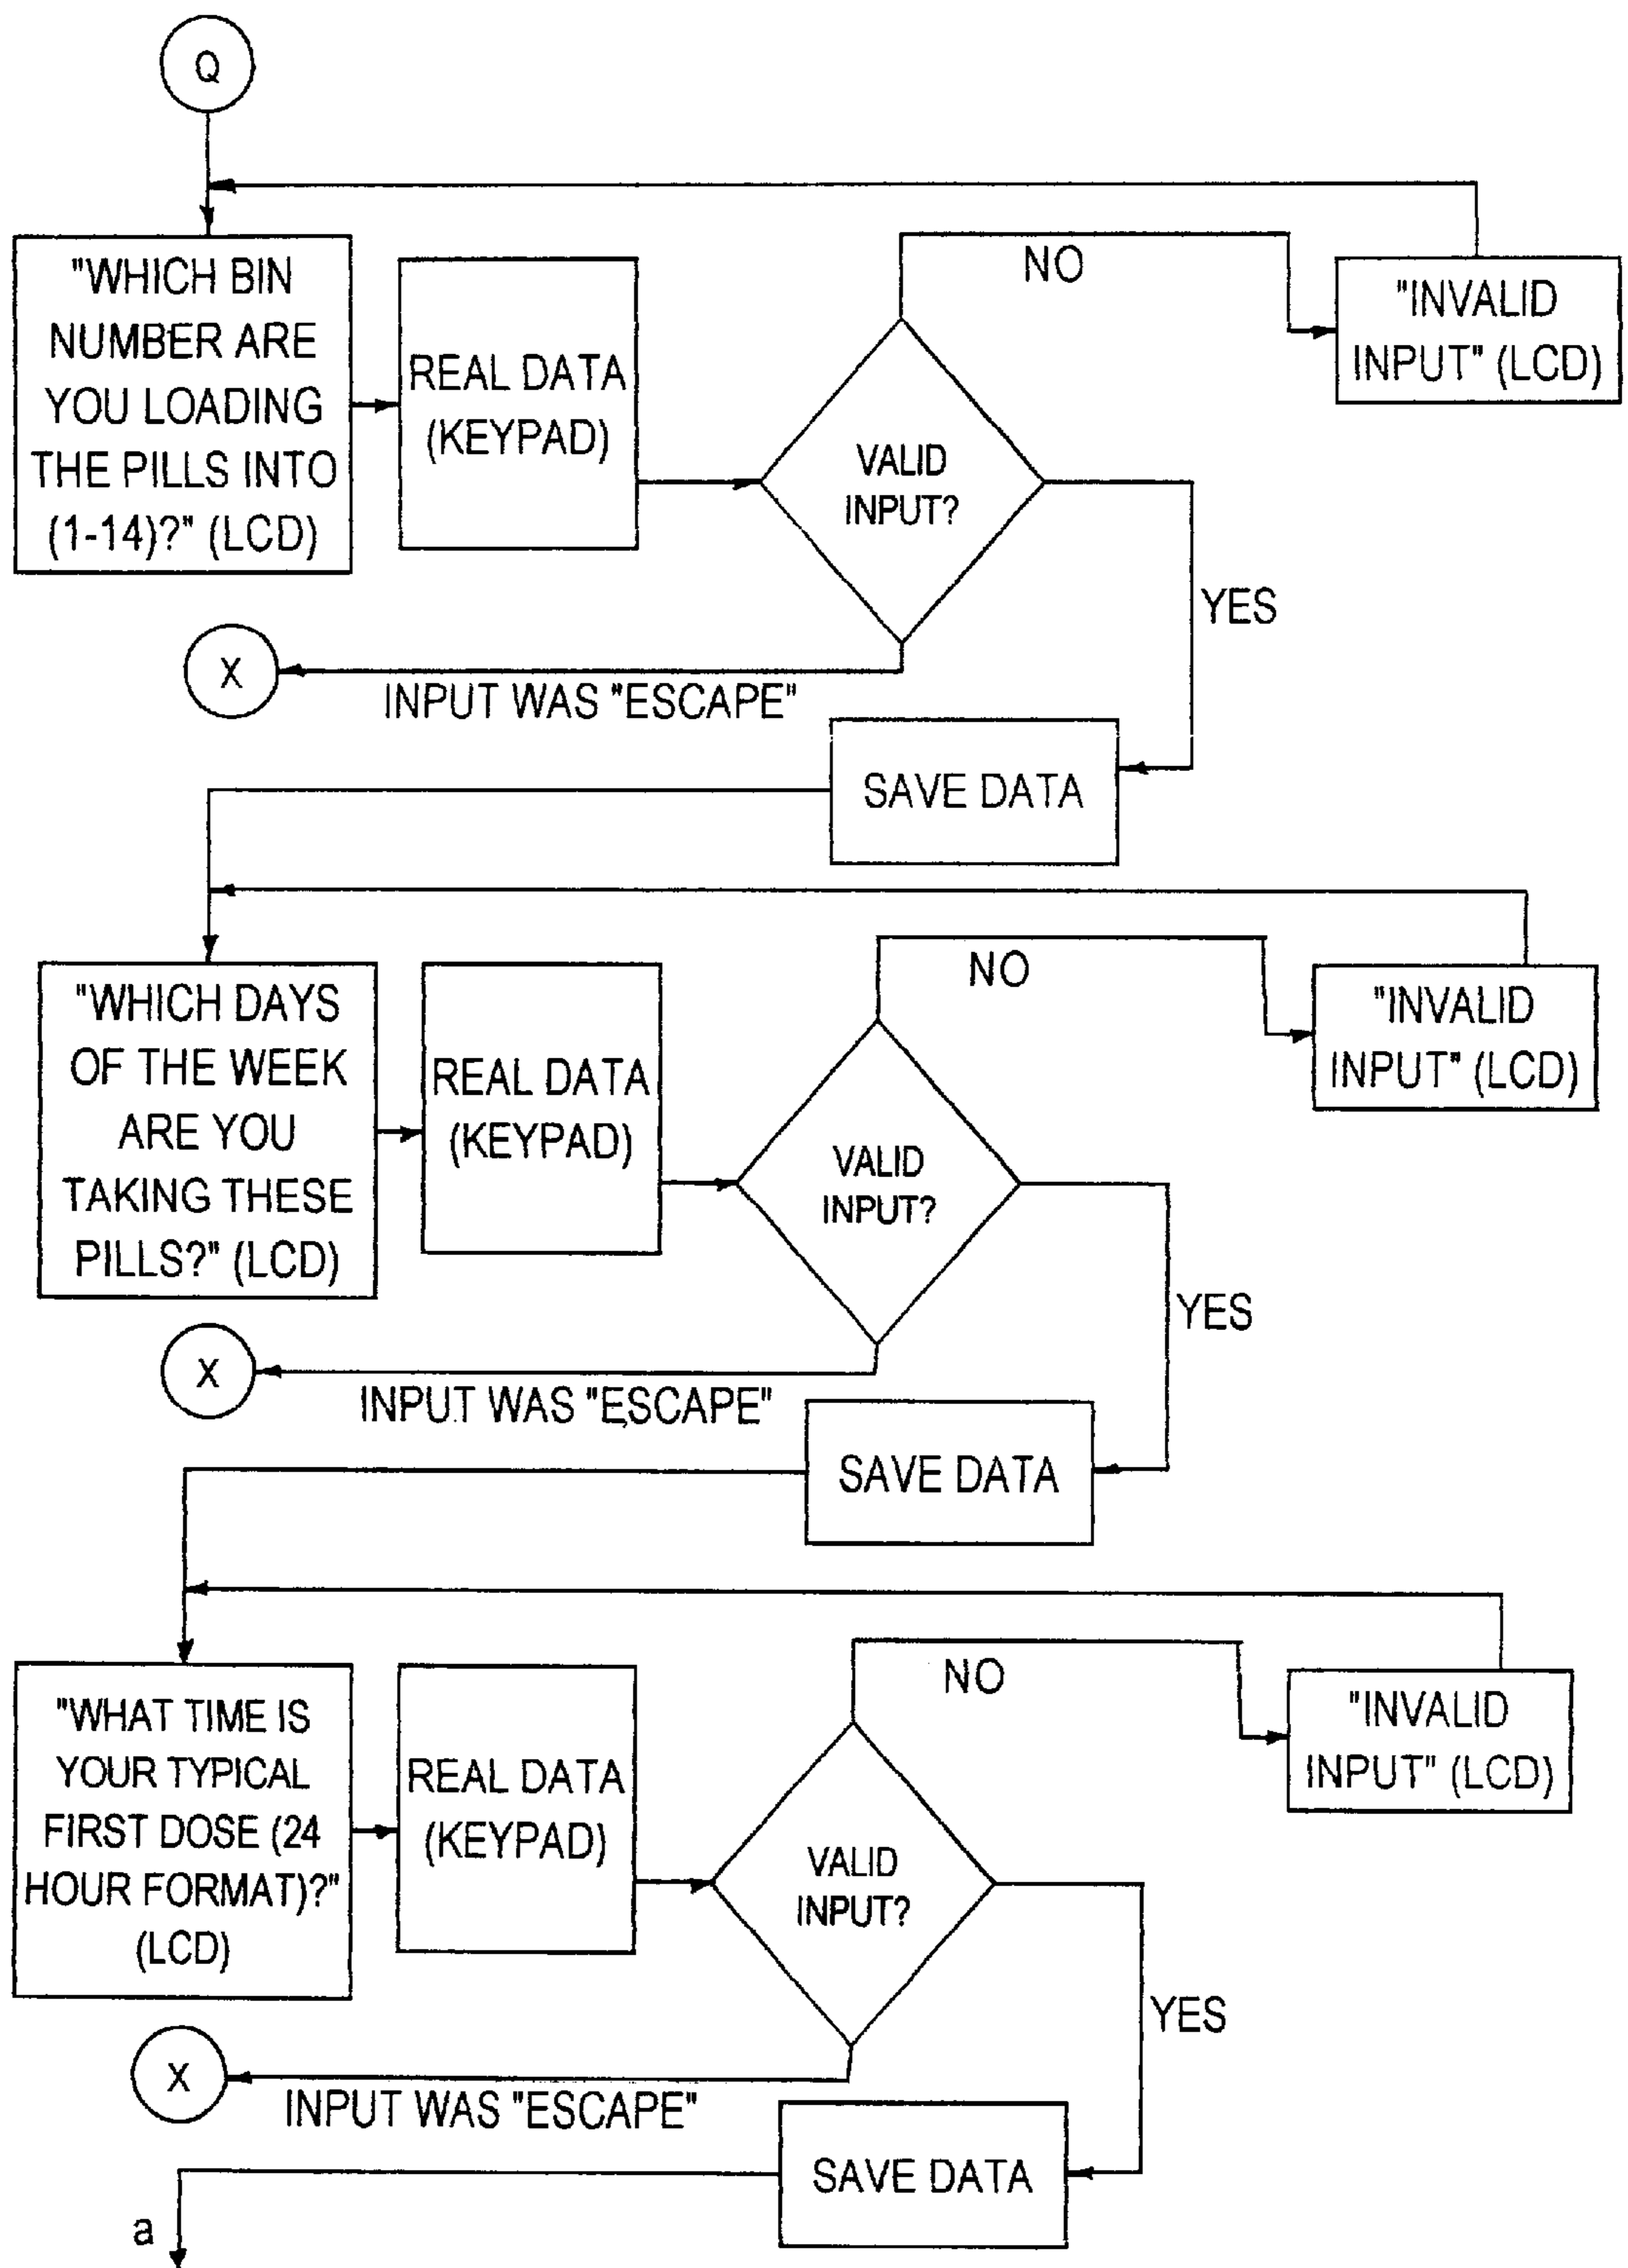 Q
"WHICH BIN
NUMBER ARE
YOU LOADING
THE PILLS INTO
(1-14)?" (LCD)
REAL DATA
(KEYPAD)
VALID
INPUT?
NO
"INVALID
INPUT" (LCD)
YES
X
INPUT WAS "ESCAPE"
SAVE DATA
"WHICH DAYS
OF THE WEEK
ARE YOU
TAKING THESE
PILLS?" (LCD)
REAL DATA
(KEYPAD)
VALID
INPUT?
NO
"INVALID
INPUT" (LCD)
YES
X
INPUT WAS "ESCAPE"
SAVE DATA
"WHAT TIME IS
YOUR TYPICAL
FIRST DOSE (24
HOUR FORMAT)?"
(LCD)
REAL DATA
(KEYPAD)
VALID
INPUT?
NO
"INVALID
INPUT" (LCD)
YES
X
INPUT WAS "ESCAPE"
SAVE DATA
a